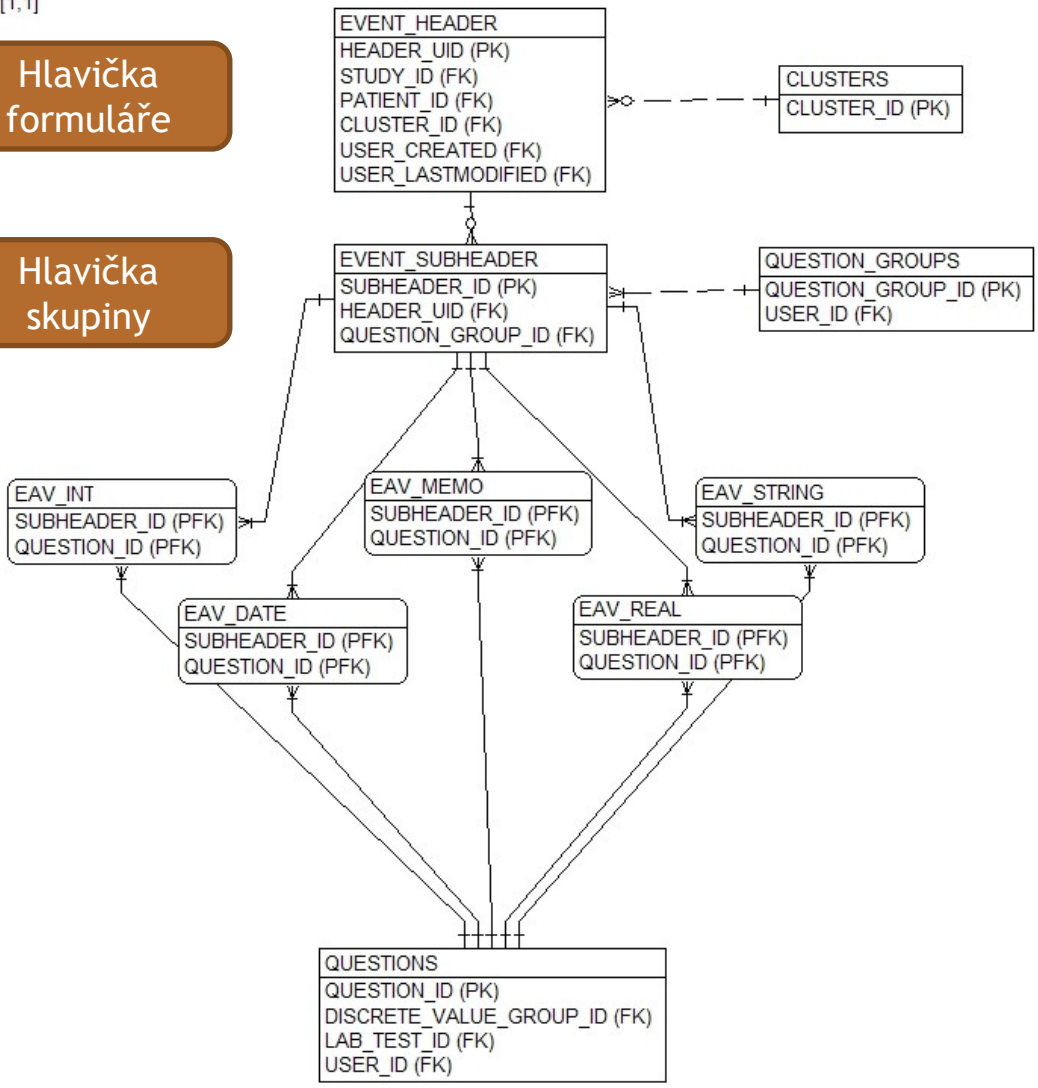 [1,1]
Hlavička
formuláře
EVENT_HEADER
HEADER_UID (PK)
STUDY_ID (FK)
PATIENT_ID (FK)
CLUSTER_ID (FK)
USER_CREATED (FK)
USER_LASTMODIFIED (FK)
CLUSTERS
CLUSTER_ID (PK)
Hlavička
skupiny
EVENT_SUBHEADER
SUBHEADER_ID (PK)
HEADER_UID (FK)
QUESTION_GROUP_ID (FK)
QUESTION_GROUPS
QUESTION_GROUP_ID (PK)
USER_ID (FK)
EAV_INT
SUBHEADER_ID (PFK)
QUESTION_ID (PFK)
EAV_MEMO
SUBHEADER_ID (PFK)
QUESTION_ID (PFK)
EAV_STRING
SUBHEADER_ID (PFK)
QUESTION_ID (PFK)
EAV_DATE
SUBHEADER_ID (PFK)
QUESTION_ID (PFK)
EAV_REAL
SUBHEADER_ID (PFK)
QUESTION_ID (PFK)
QUESTIONS
QUESTION_ID (PK)
DISCRETE_VALUE_GROUP_ID (FK)
LAB_TEST_ID (FK)
USER_ID (FK)